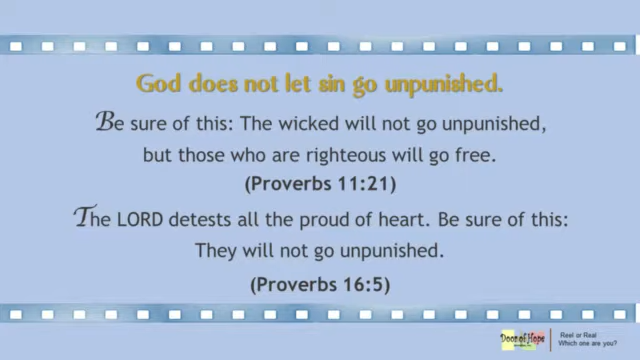 God does not let sin go unpunished.
Be sure of this: The wicked will not go unpunished,
but those who are righteous will go free.
(Proverbs 11:21)
The LORD detests all the proud of heart. Be sure of this:
They will not go unpunished.
(Proverbs 16:5)
Door of Hope
Reel or Real
Which one are you?